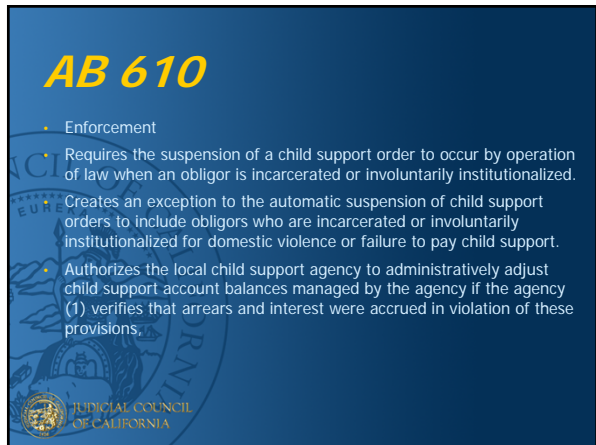 AB 610
• Enforcement
• Requires the suspension of a child support order to occur by operation
of law when an obligor is incarcerated or involuntarily institutionalized.
• Creates an exception to the automatic suspension of child support
orders to include obligors who are incarcerated or involuntarily
institutionalized for domestic violence or failure to pay child support.
• Authorizes the local child support agency to administratively adjust
child support account balances managed by the agency if the agency
(1) verifies that arrears and interest were accrued in violation of these
provisions,
NCIL OF CALIFORNIA
EUREKA
JUDICIAL COUNCIL
OF CALIFORNIA